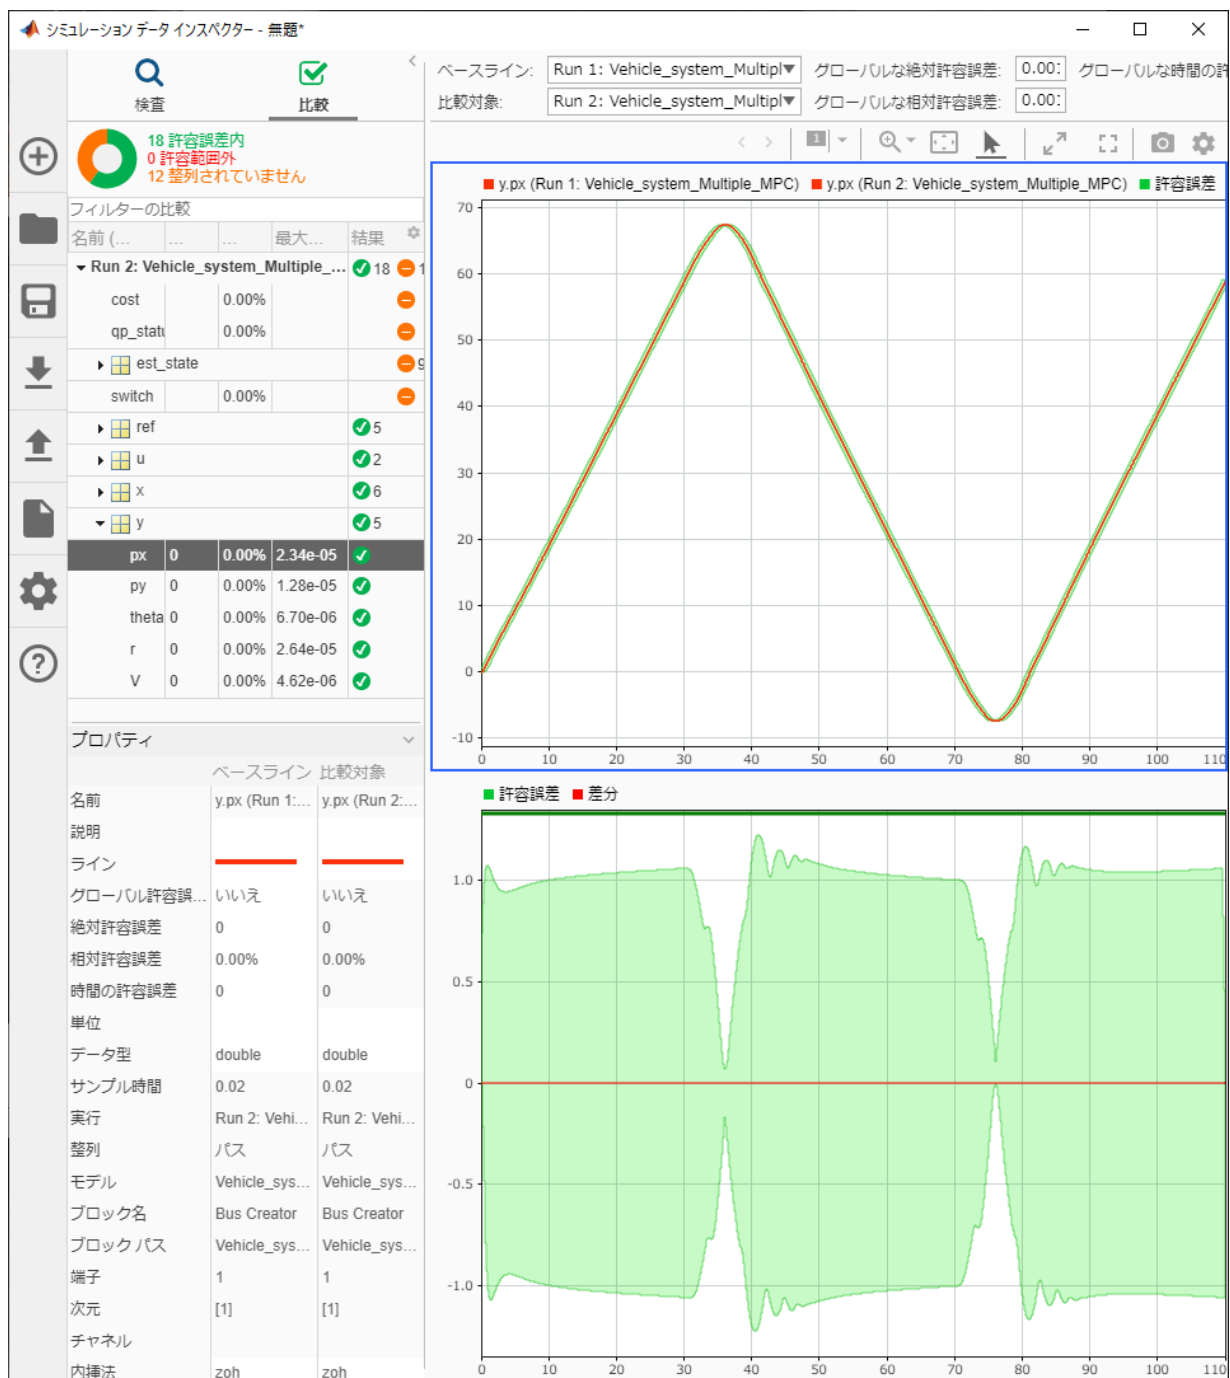 シミュレーション データ インスペクター - 無題*
検査
比較
ベースライン: Run 1: Vehicle_system_Multipl▼ グローバルな絶対許容誤差: 0.00 グローバルな時間の許
比較対象: Run 2: Vehicle_system_Multipl▼ グローバルな相対許容誤差: 0.00
18 許容誤差内
0 許容範囲外
12 整列されていません
フィルターの比較
名前 (... ... ... 最大... 結果
Run 2: Vehicle_system_Multiple_... 18 1
cost 0.00%
qp_statu 0.00%
est_state 9
switch 0.00%
ref 5
u 2
x 6
y 5
px 0 0.00% 2.34e-05
py 0 0.00% 1.28e-05
theta 0 0.00% 6.70e-06
r 0 0.00% 2.64e-05
V 0 0.00% 4.62e-06
プロパティ
ベースライン 比較対象
名前 y.px (Run 1:... y.px (Run 2:...
説明
ライン
グローバル許容誤... いいえ いいえ
絶対許容誤差 0 0
相対許容誤差 0.00% 0.00%
時間の許容誤差 0 0
単位
データ型 double double
サンプル時間 0.02 0.02
実行 Run 2: Vehi... Run 2: Vehi...
整列 パス パス
モデル Vehicle_sys... Vehicle_sys...
ブロック名 Bus Creator Bus Creator
ブロック パス Vehicle_sys... Vehicle_sys...
端子 1 1
次元 [1] [1]
チャネル
内挿法 zoh zoh
1
y.px (Run 1: Vehicle_system_Multiple_MPC) y.px (Run 2: Vehicle_system_Multiple_MPC) 許容誤差
70
60
50
40
30
20
10
0
-10
0 10 20 30 40 50 60 70 80 90 100 110
許容誤差 差分
1.0
0.5
0
-0.5
-1.0
0 10 20 30 40 50 60 70 80 90 100 110